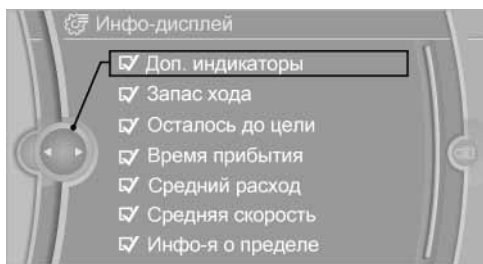 Инфо-дисплей
Доп. индикаторы
Запас хода
Осталось до цели
Время прибытия
Средний расход
Средняя скорость
Инфо-я о пределе